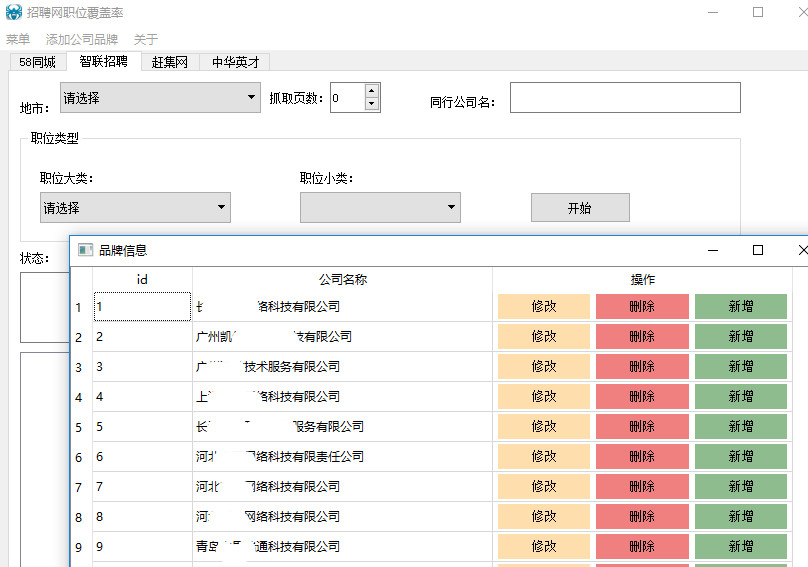 招聘网职位覆盖率
菜单 添加公司品牌 关于
58同城 智联招聘 赶集网 中华英才
地市: 请选择 抓取页数: 0 同行公司名:
职位类型
职位大类: 职位小类:
请选择 开始
状态:
品牌信息
id 公司名称 操作
1 1 络科技有限公司 修改 删除 新增
2 2 广州凯 技有限公司 修改 删除 新增
3 3 广 技术服务有限公司 修改 删除 新增
4 4 上 络科技有限公司 修改 删除 新增
5 5 长 服务有限公司 修改 删除 新增
6 6 河北 网络科技有限责任公司 修改 删除 新增
7 7 河北 网络科技有限公司 修改 删除 新增
8 8 河 网络科技有限公司 修改 删除 新增
9 9 青岛 通科技有限公司 修改 删除 新增